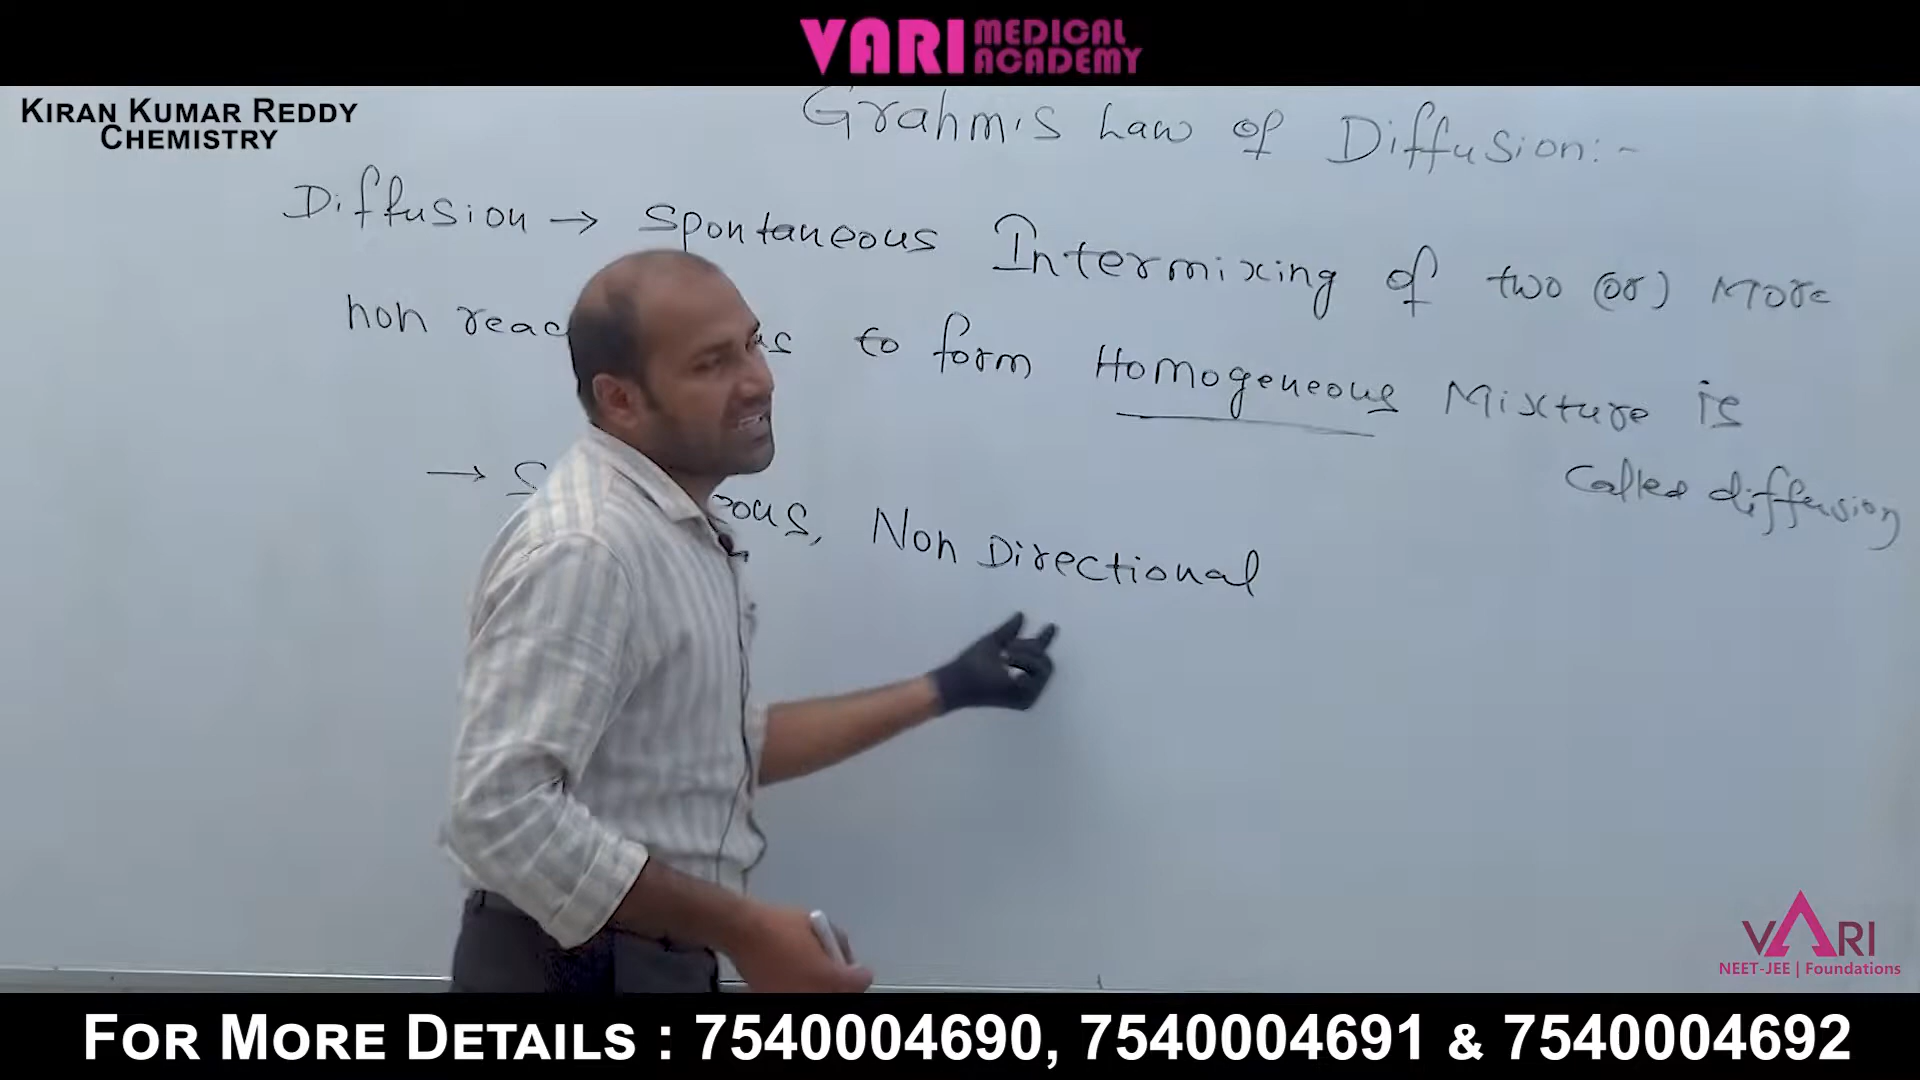 VARI MEDICAL ACADEMY
KIRAN KUMAR REDDY
CHEMISTRY
Grahm's Law of Diffusion:-
Diffusion → Spontaneous Intermixing of two (or) More
non to form Homogeneous Mixture is
called diffusion
→ Non Directional
VARI
NEET-JEE | Foundations
FOR MORE DETAILS : 7540004690, 7540004691 & 7540004692